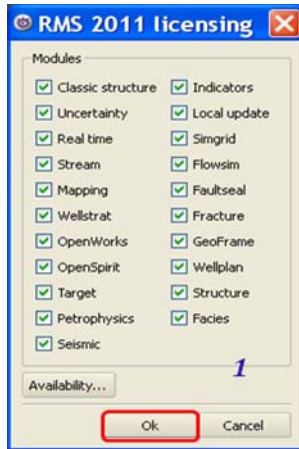 RMS 2011 licensing
Modules
Classic structure Indicators
Uncertainty Local update
Real time Simgrid
Stream Flowsim
Mapping Faultseal
Wellstrat Fracture
OpenWorks GeoFrame
OpenSpirit Wellplan
Target Structure
Petrophysics Facies
Seismic
1
Availability...
Ok Cancel